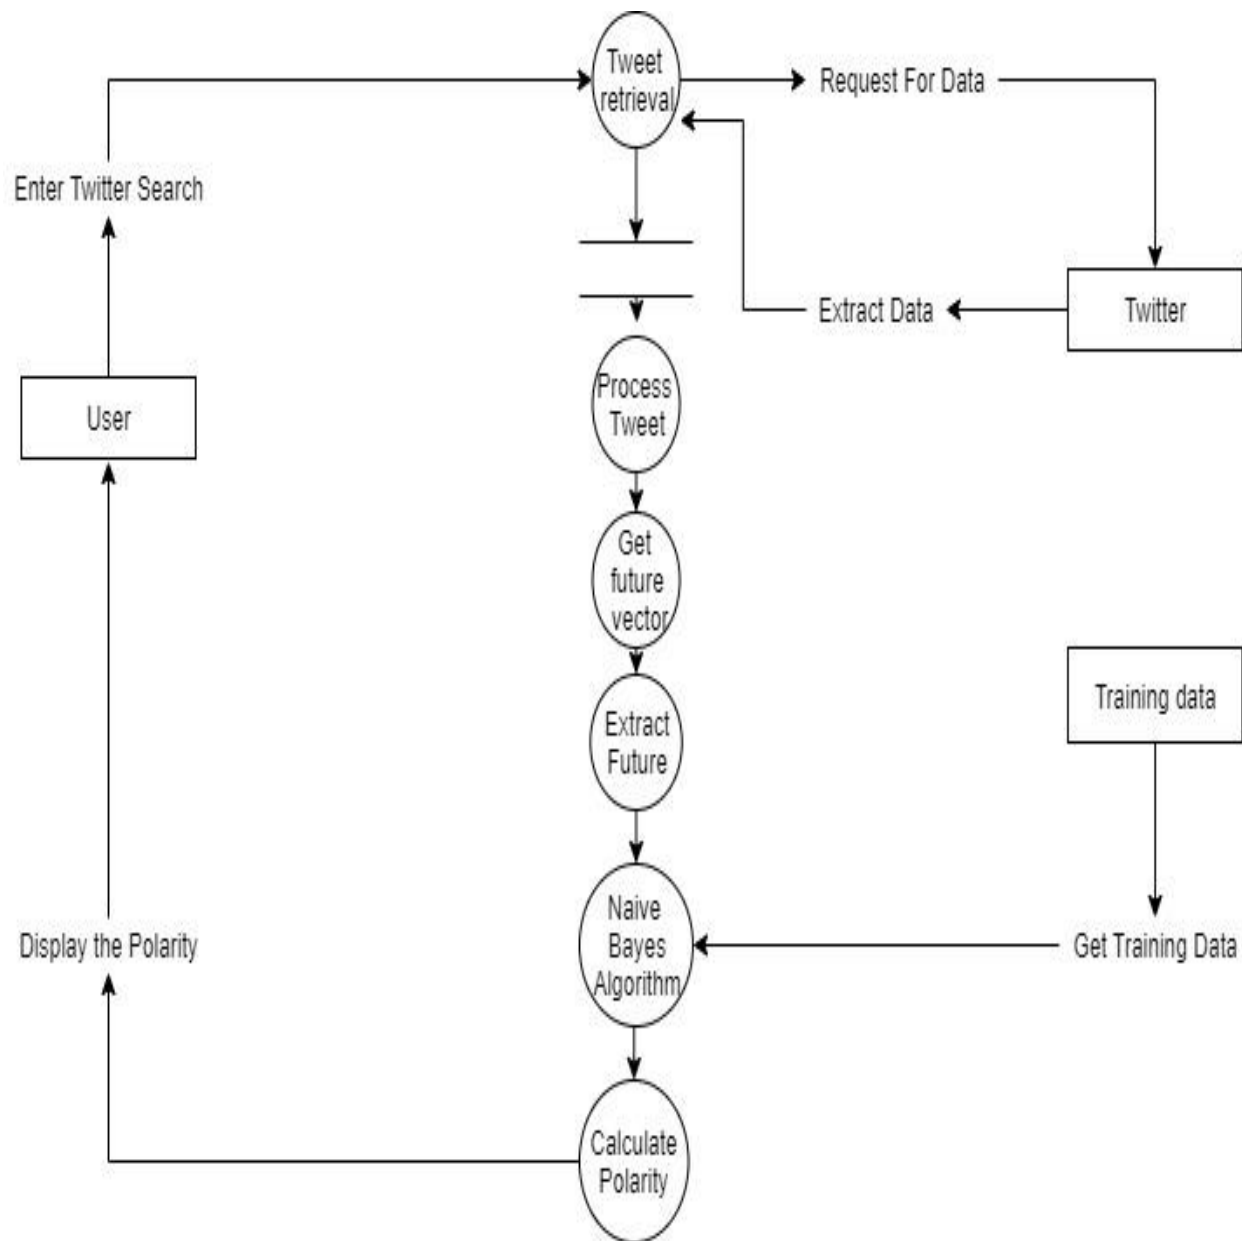 Tweet
retrieval
Request For Data
Enter Twitter Search
Extract Data
Twitter
User
Process
Tweet
Get
future
vector
Extract
Future
Training data
Naive
Bayes
Algorithm
Get Training Data
Display the Polarity
Calculate
Polarity